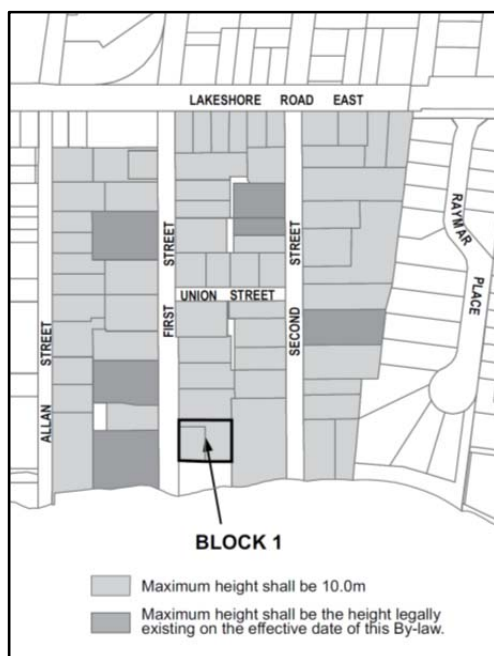 LAKESHORE ROAD EAST
RAYMAR PLACE
FIRST STREET
SECOND STREET
UNION STREET
ALLAN STREET
BLOCK 1
Maximum height shall be 10.0m
Maximum height shall be the height legally
existing on the effective date of this By-law.